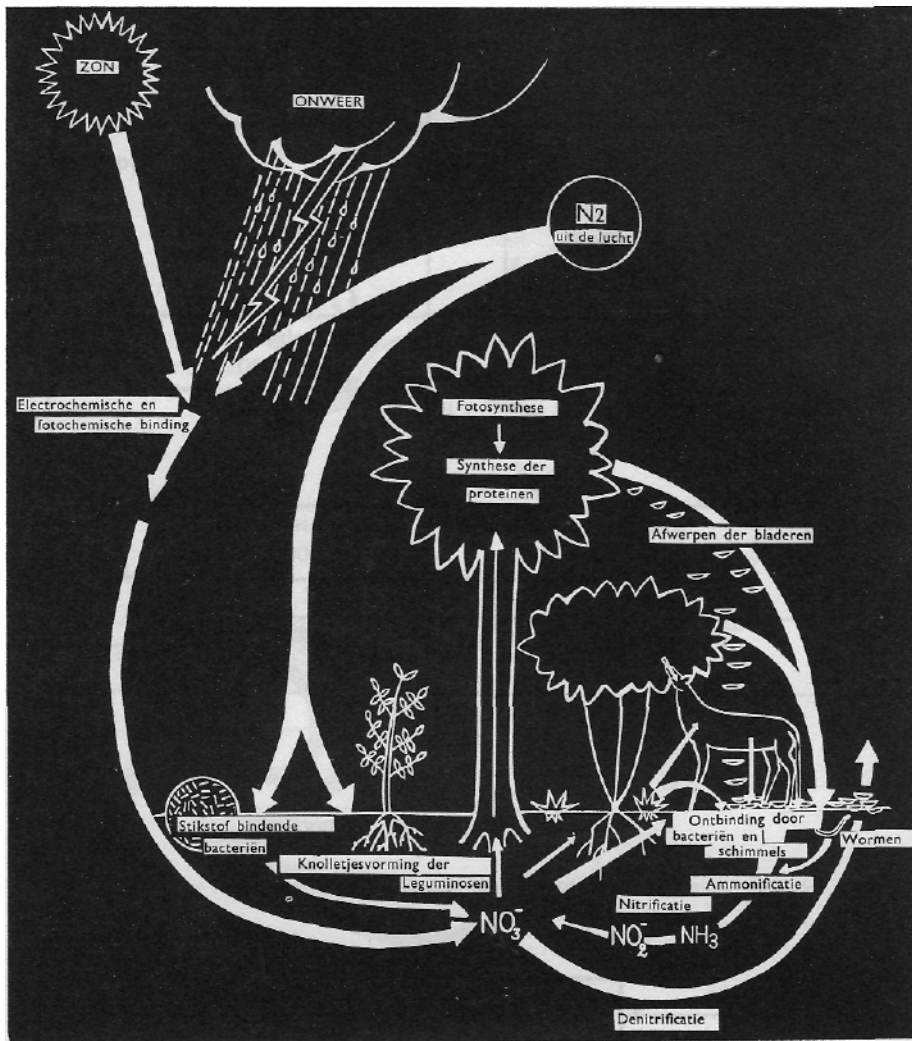 ZON
ONWEER
N2
uit de lucht
Electrochemische en
fotochemische binding
Fotosynthese
Synthese der
proteinen
Afwerpen der bladeren
Stikstof bindende
bacteriën
Knolletjesvorming der
Leguminosen
Ontbinding door
bacteriën en
schimmels
Wormen
Ammonificatie
Nitrificatie
NO₃⁻
NO₂⁻
NH₃
Denitrificatie